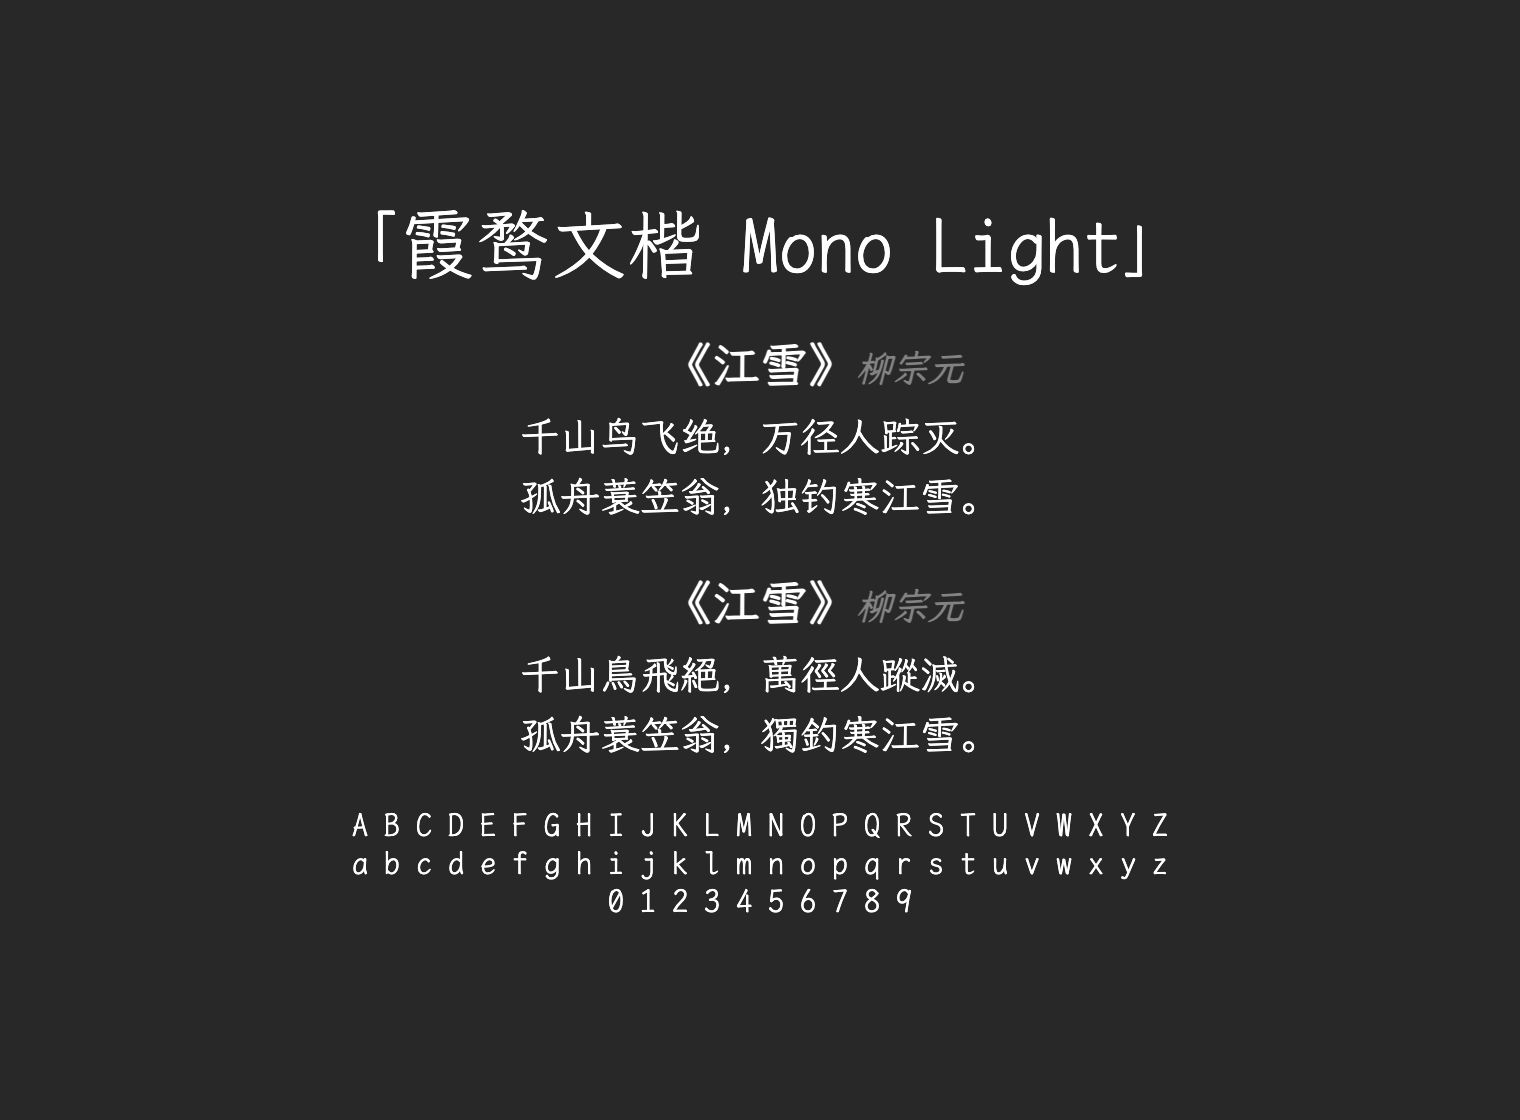 「霞鹜文楷 Mono Light」
《江雪》柳宗元
千山鸟飞绝，万径人踪灭。
孤舟蓑笠翁，独钓寒江雪。
《江雪》柳宗元
千山鳥飛絕，萬徑人蹤滅。
孤舟蓑笠翁，獨釣寒江雪。
A B C D E F G H I J K L M N O P Q R S T U V W X Y Z
a b c d e f g h i j k l m n o p q r s t u v w x y z
0 1 2 3 4 5 6 7 8 9